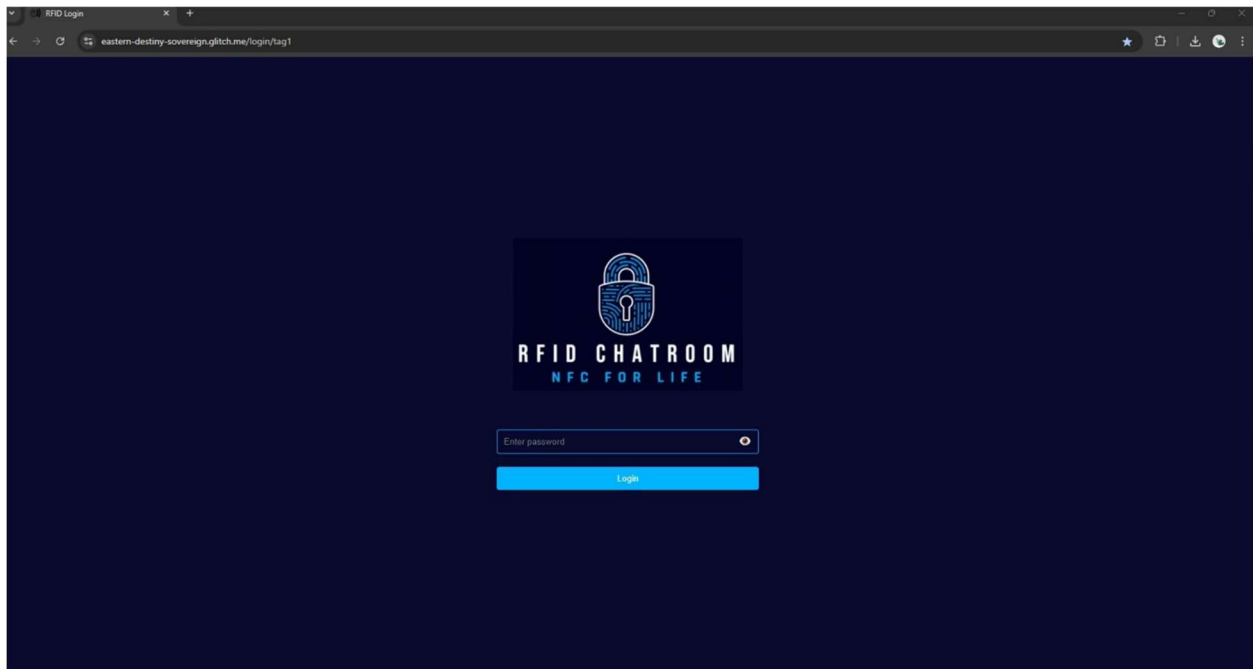 RFID Login
eastern-destiny-sovereign.glitch.me/login/tag1
RFID CHATROOM
NFC FOR LIFE
Enter password
Login